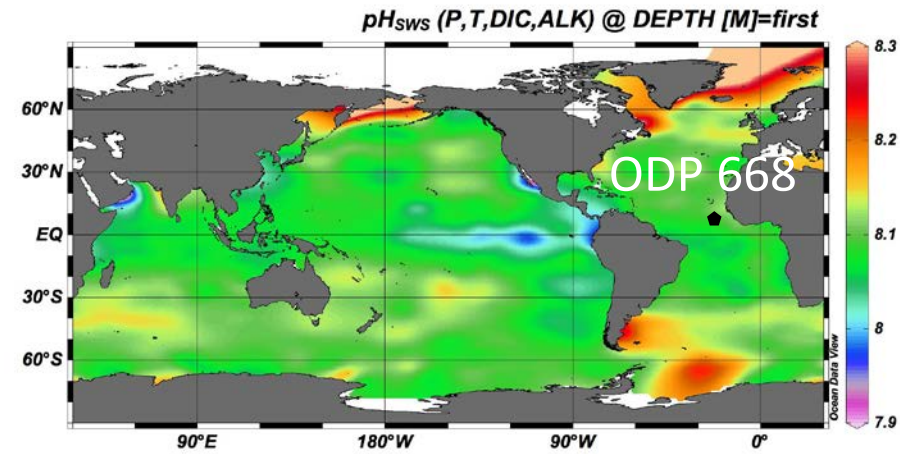 pHSWS (P,T,DIC,ALK) @ DEPTH [M]=first
8.3
60°N
8.2
30°N
ODP 668
EQ
8.1
30°S
8
60°S
Ocean Data View
7.9
90°E 180°W 90°W 0°